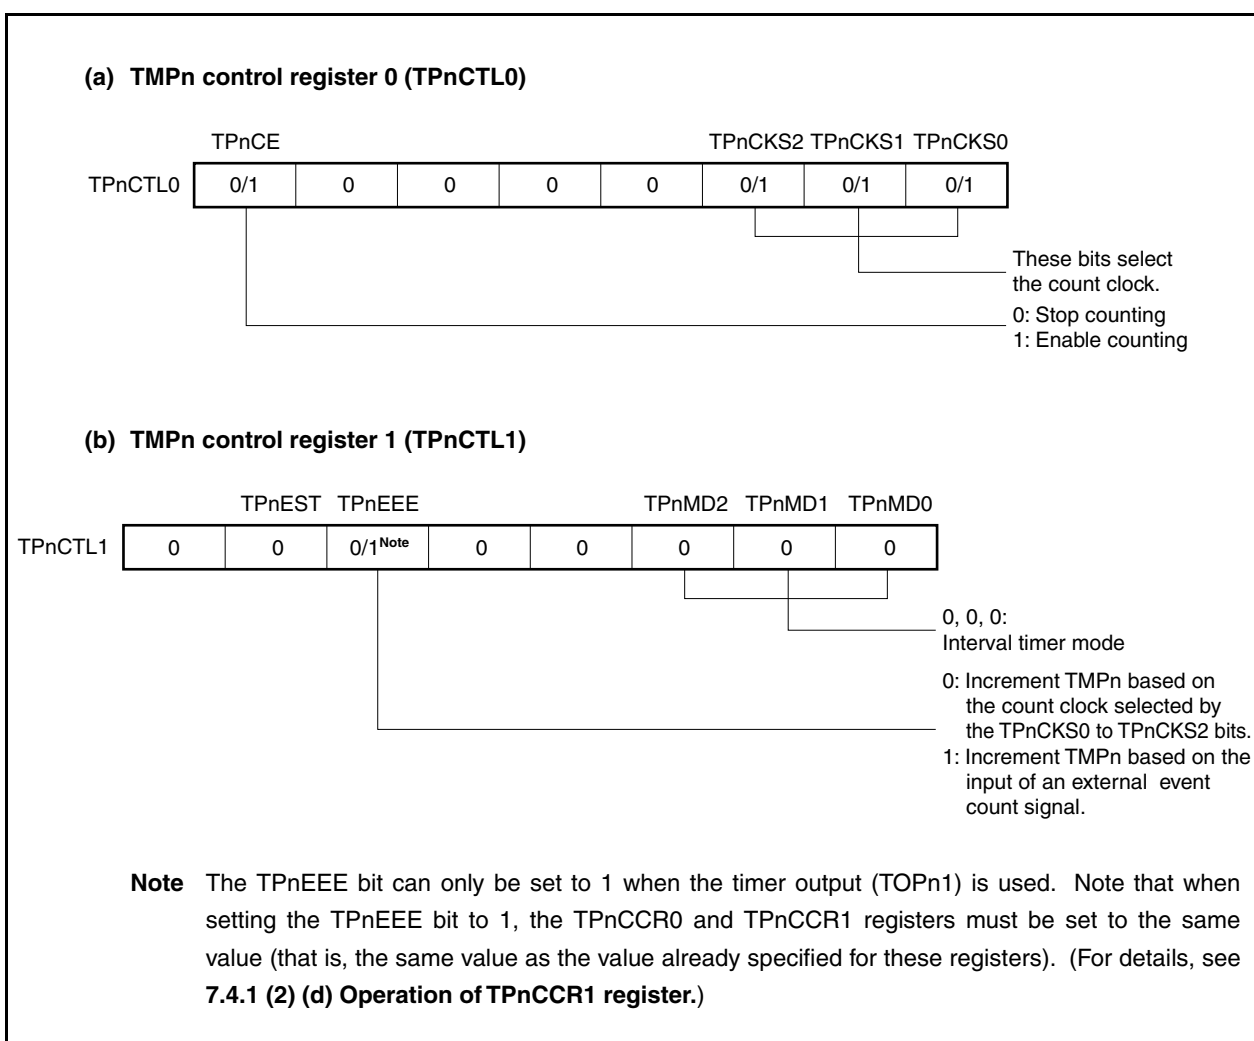 (a) TMPn control register 0 (TPnCTL0)
TPnCE TPnCKS2 TPnCKS1 TPnCKS0
TPnCTL0 0/1 0 0 0 0 0/1 0/1 0/1
These bits select
the count clock.
0: Stop counting
1: Enable counting
(b) TMPn control register 1 (TPnCTL1)
TPnEST TPnEEE TPnMD2 TPnMD1 TPnMD0
TPnCTL1 0 0 0/1Note 0 0 0 0 0
0, 0, 0:
Interval timer mode
0: Increment TMPn based on
the count clock selected by
the TPnCKS0 to TPnCKS2 bits.
1: Increment TMPn based on the
input of an external event
count signal.
Note The TPnEEE bit can only be set to 1 when the timer output (TOPn1) is used. Note that when
setting the TPnEEE bit to 1, the TPnCCR0 and TPnCCR1 registers must be set to the same
value (that is, the same value as the value already specified for these registers). (For details, see
7.4.1 (2) (d) Operation of TPnCCR1 register.)